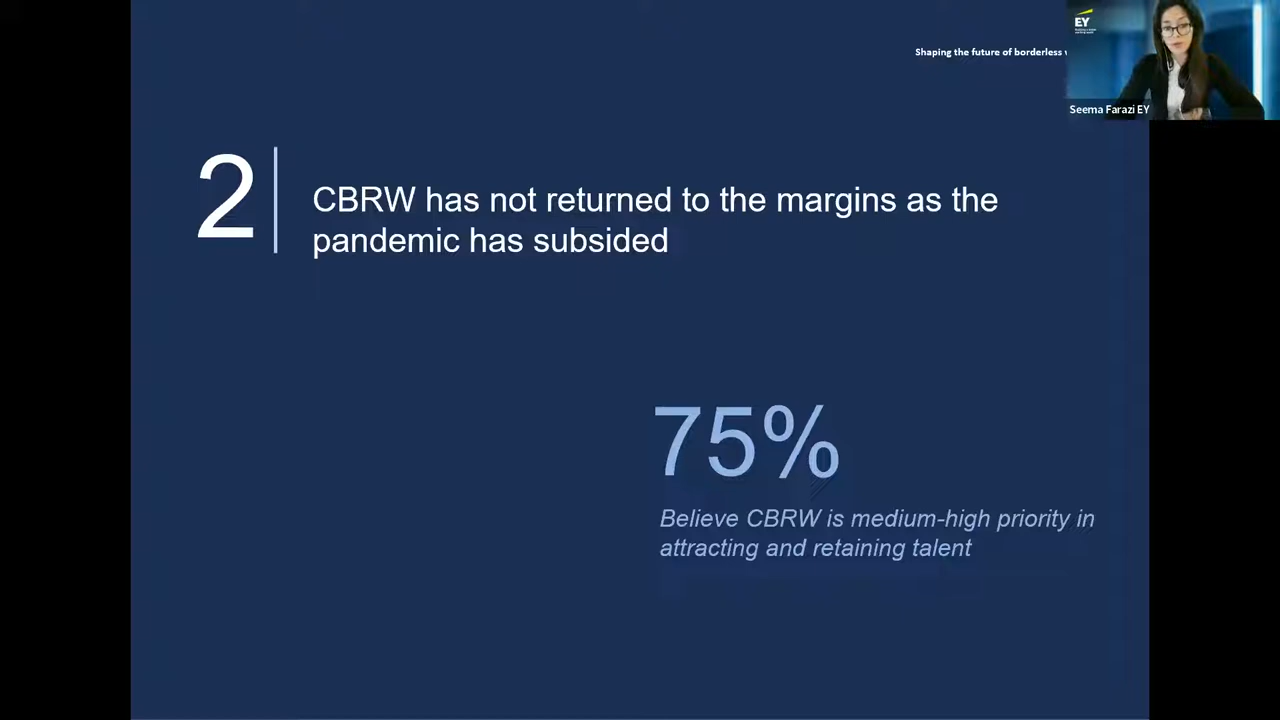 Shaping the future of borderless
EY
Seema Farazi EY
2
CBRW has not returned to the margins as the
pandemic has subsided
75%
Believe CBRW is medium-high priority in
attracting and retaining talent